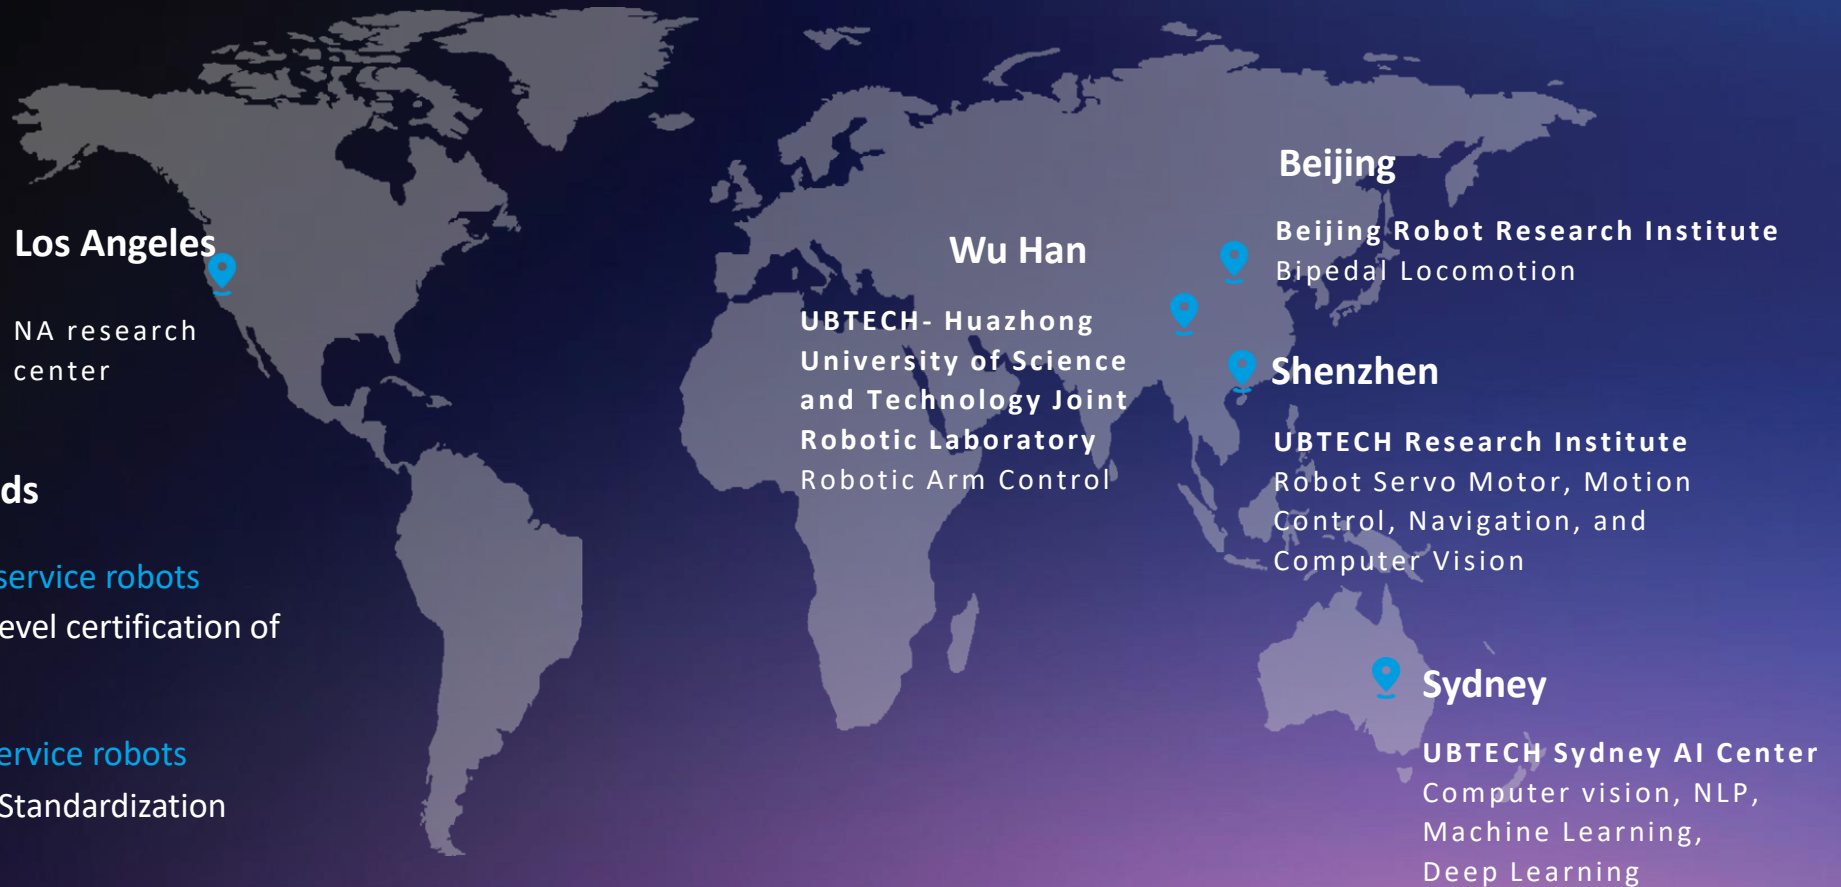 Los Angeles
NA research
center
ds
service robots
evel certification of
ervice robots
Standardization
Wu Han
UBTECH- Huazhong
University of Science
and Technology Joint
Robotic Laboratory
Robotic Arm Control
Beijing
Beijing Robot Research Institute
Bipedal Locomotion
Shenzhen
UBTECH Research Institute
Robot Servo Motor, Motion
Control, Navigation, and
Computer Vision
Sydney
UBTECH Sydney AI Center
Computer vision, NLP,
Machine Learning,
Deep Learning